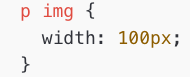 p img {
  width: 100px;
}